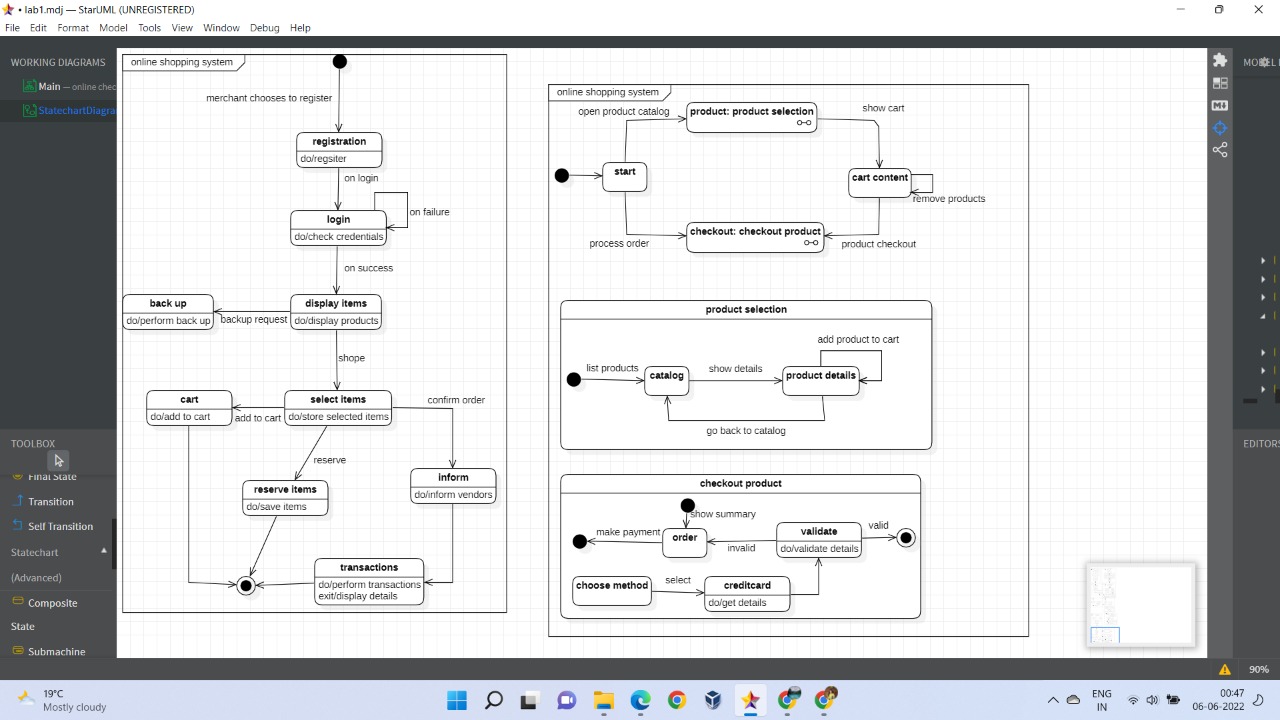 • lab1.mdj — StarUML (UNREGISTERED)
File Edit Format Model Tools View Window Debug Help
WORKING DIAGRAMS
Main — online chec
StatechartDiagra
TOOLBOX
Final State
Transition
Self Transition
Statechart
(Advanced)
Composite
State
Submachine
online shopping system
merchant chooses to register
registration
do/regsiter
on login
on failure
login
do/check credentials
on success
back up
do/perform back up
backup request
display items
do/display products
shope
cart
do/add to cart
add to cart
select items
do/store selected items
confirm order
reserve
reserve items
do/save items
inform
do/inform vendors
transactions
do/perform transactions
exit/display details
online shopping system
open product catalog
product: product selection
show cart
start
cart content
remove products
process order
checkout: checkout product
product checkout
product selection
add product to cart
list products
catalog
show details
product details
go back to catalog
checkout product
show summary
make payment
order
invalid
validate
do/validate details
valid
choose method
select
creditcard
do/get details
EDITORS
90%
19°C
Mostly cloudy
ENG
IN
00:47
06-06-2022